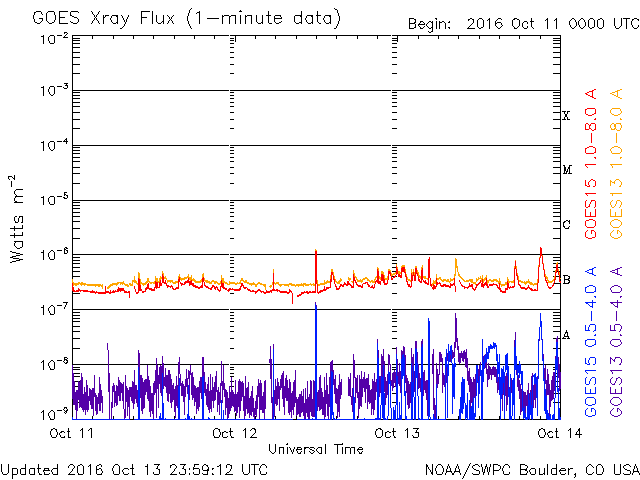 GOES Xray Flux (1-minute data)
Begin: 2016 Oct 11 0000 UTC
Watts m-2
10-2
10-3
10-4
10-5
10-6
10-7
10-8
10-9
X
M
C
B
A
GOES15 1.0-8.0 A
GOES13 1.0-8.0 A
GOES15 0.5-4.0 A
GOES13 0.5-4.0 A
Oct 11
Oct 12
Oct 13
Oct 14
Universal Time
Updated 2016 Oct 13 23:59:12 UTC
NOAA/SWPC Boulder, CO USA